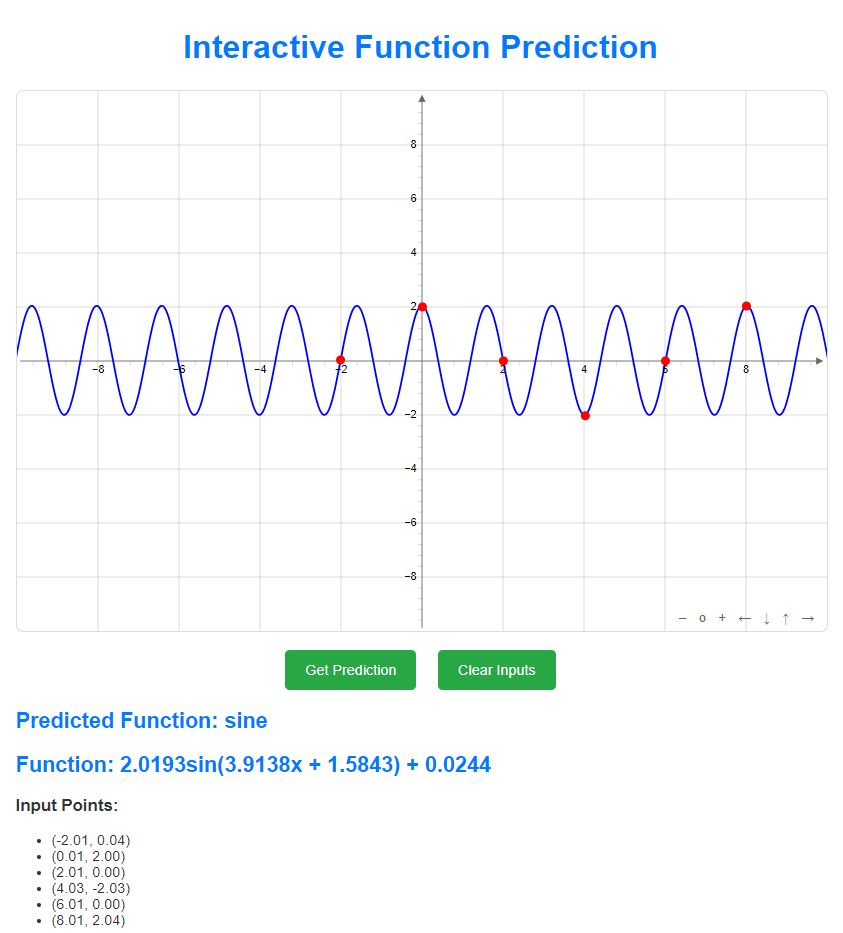 Interactive Function Prediction
8
6
4
2
−8 −6 −4 −2 2 4 6 8
−2
−4
−6
−8
− o + ← ↓ ↑ →
Get Prediction Clear Inputs
Predicted Function: sine
Function: 2.0193sin(3.9138x + 1.5843) + 0.0244
Input Points:
• (-2.01, 0.04)
• (0.01, 2.00)
• (2.01, 0.00)
• (4.03, -2.03)
• (6.01, 0.00)
• (8.01, 2.04)